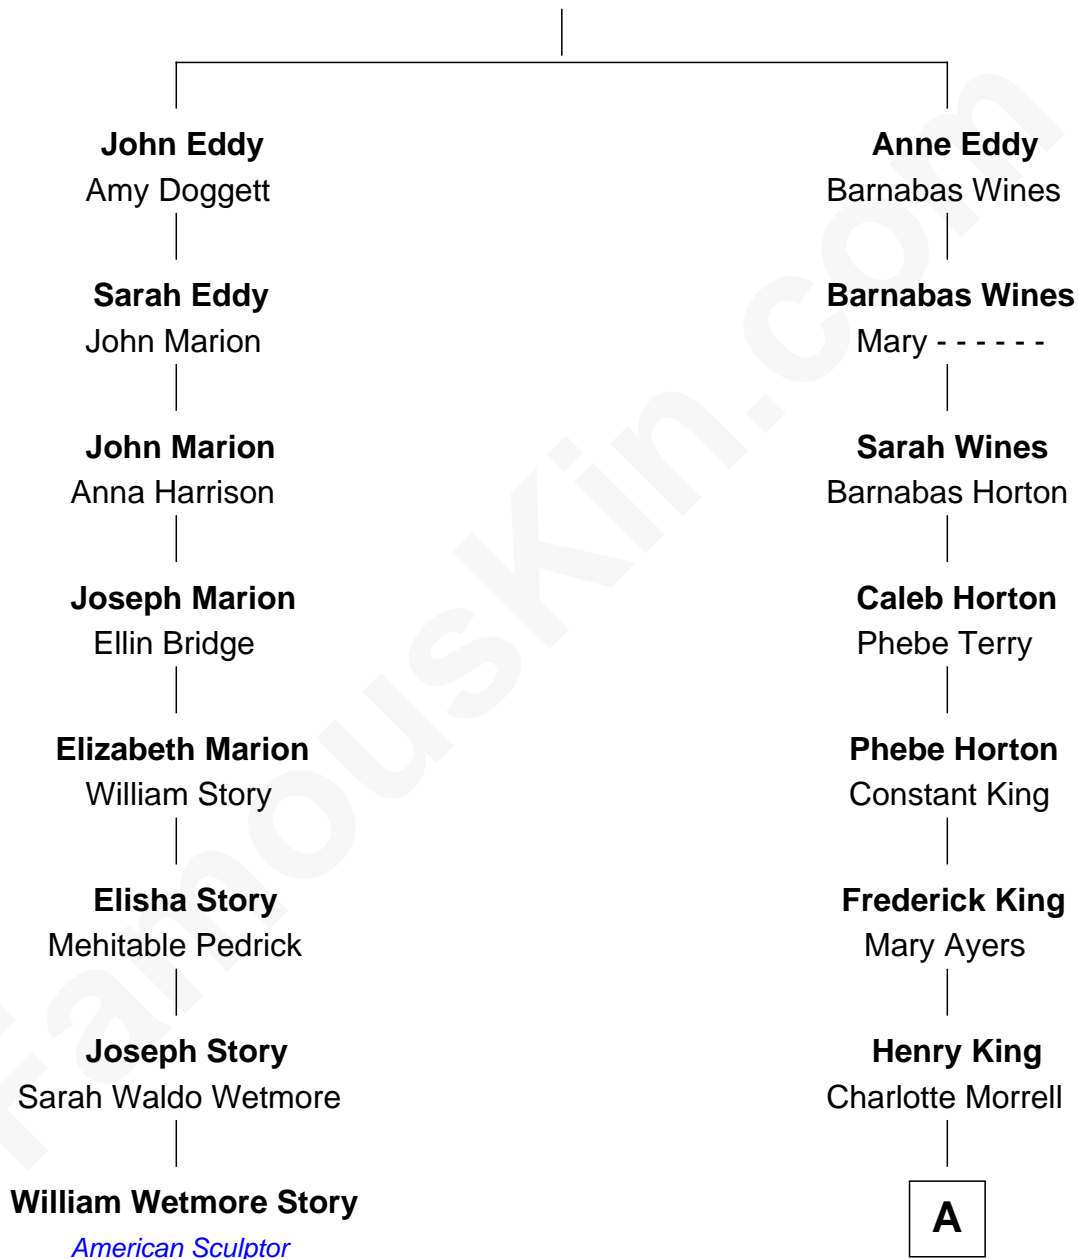 John Eddy
Amy Doggett
Sarah Eddy
John Marion
John Marion
Anna Harrison
Joseph Marion
Ellin Bridge
Elizabeth Marion
William Story
Elisha Story
Mehitable Pedrick
Joseph Story
Sarah Waldo Wetmore
William Wetmore Story
American Sculptor
Anne Eddy
Barnabas Wines
Barnabas Wines
Mary - - - - - -
Sarah Wines
Barnabas Horton
Caleb Horton
Phebe Terry
Phebe Horton
Constant King
Frederick King
Mary Ayers
Henry King
Charlotte Morrell
A
FamousKin.com